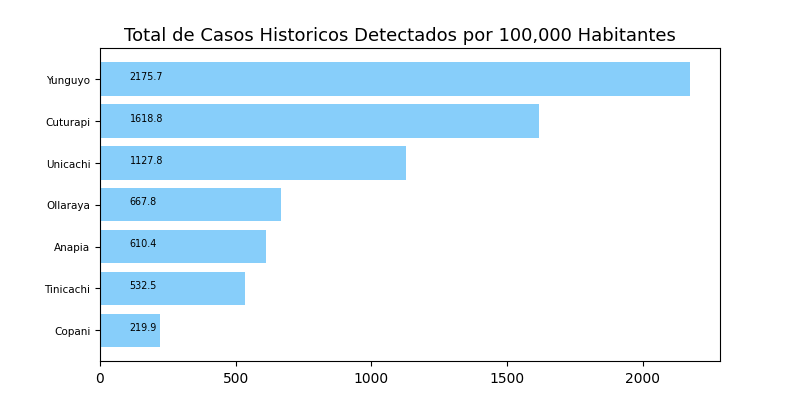 Total de Casos Historicos Detectados por 100,000 Habitantes
Yunguyo 2175.7
Cuturapi 1618.8
Unicachi 1127.8
Ollaraya 667.8
Anapia 610.4
Tinicachi 532.5
Copani 219.9
0 500 1000 1500 2000